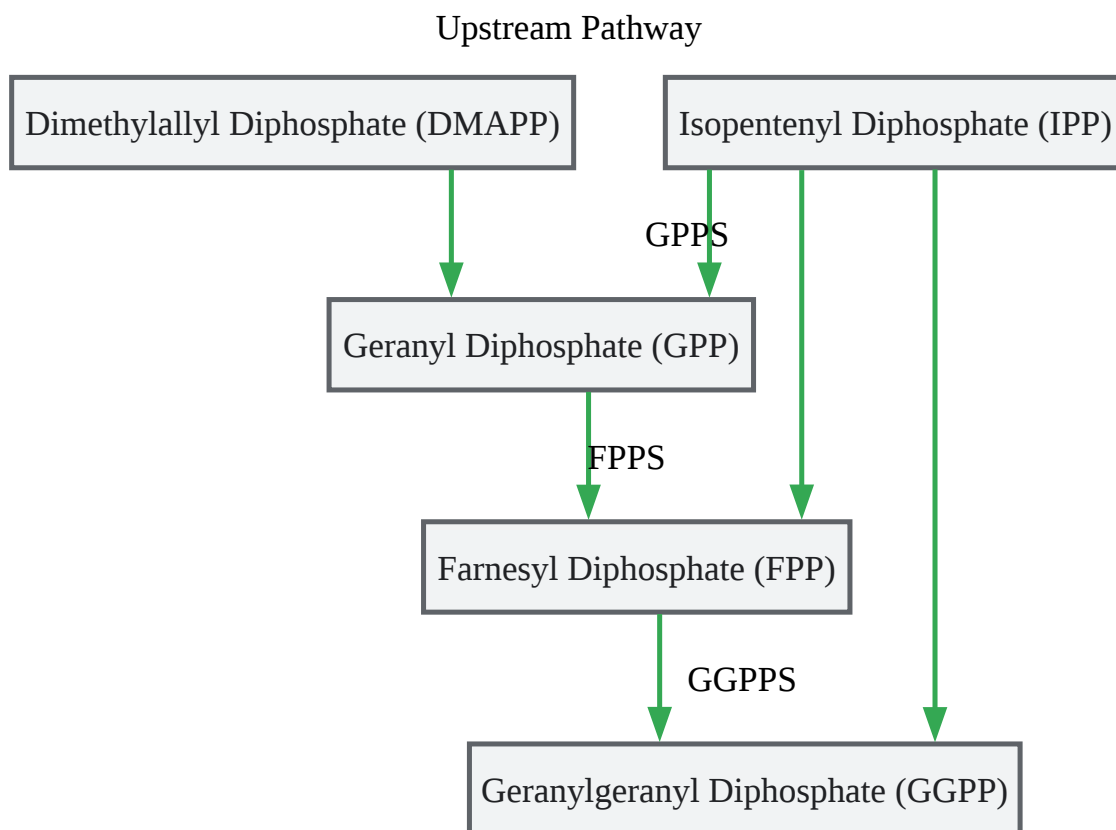 Upstream Pathway
Dimethylallyl Diphosphate (DMAPP)
Isopentenyl Diphosphate (IPP)
GPPS
Geranyl Diphosphate (GPP)
FPPS
Farnesyl Diphosphate (FPP)
GGPPS
Geranylgeranyl Diphosphate (GGPP)